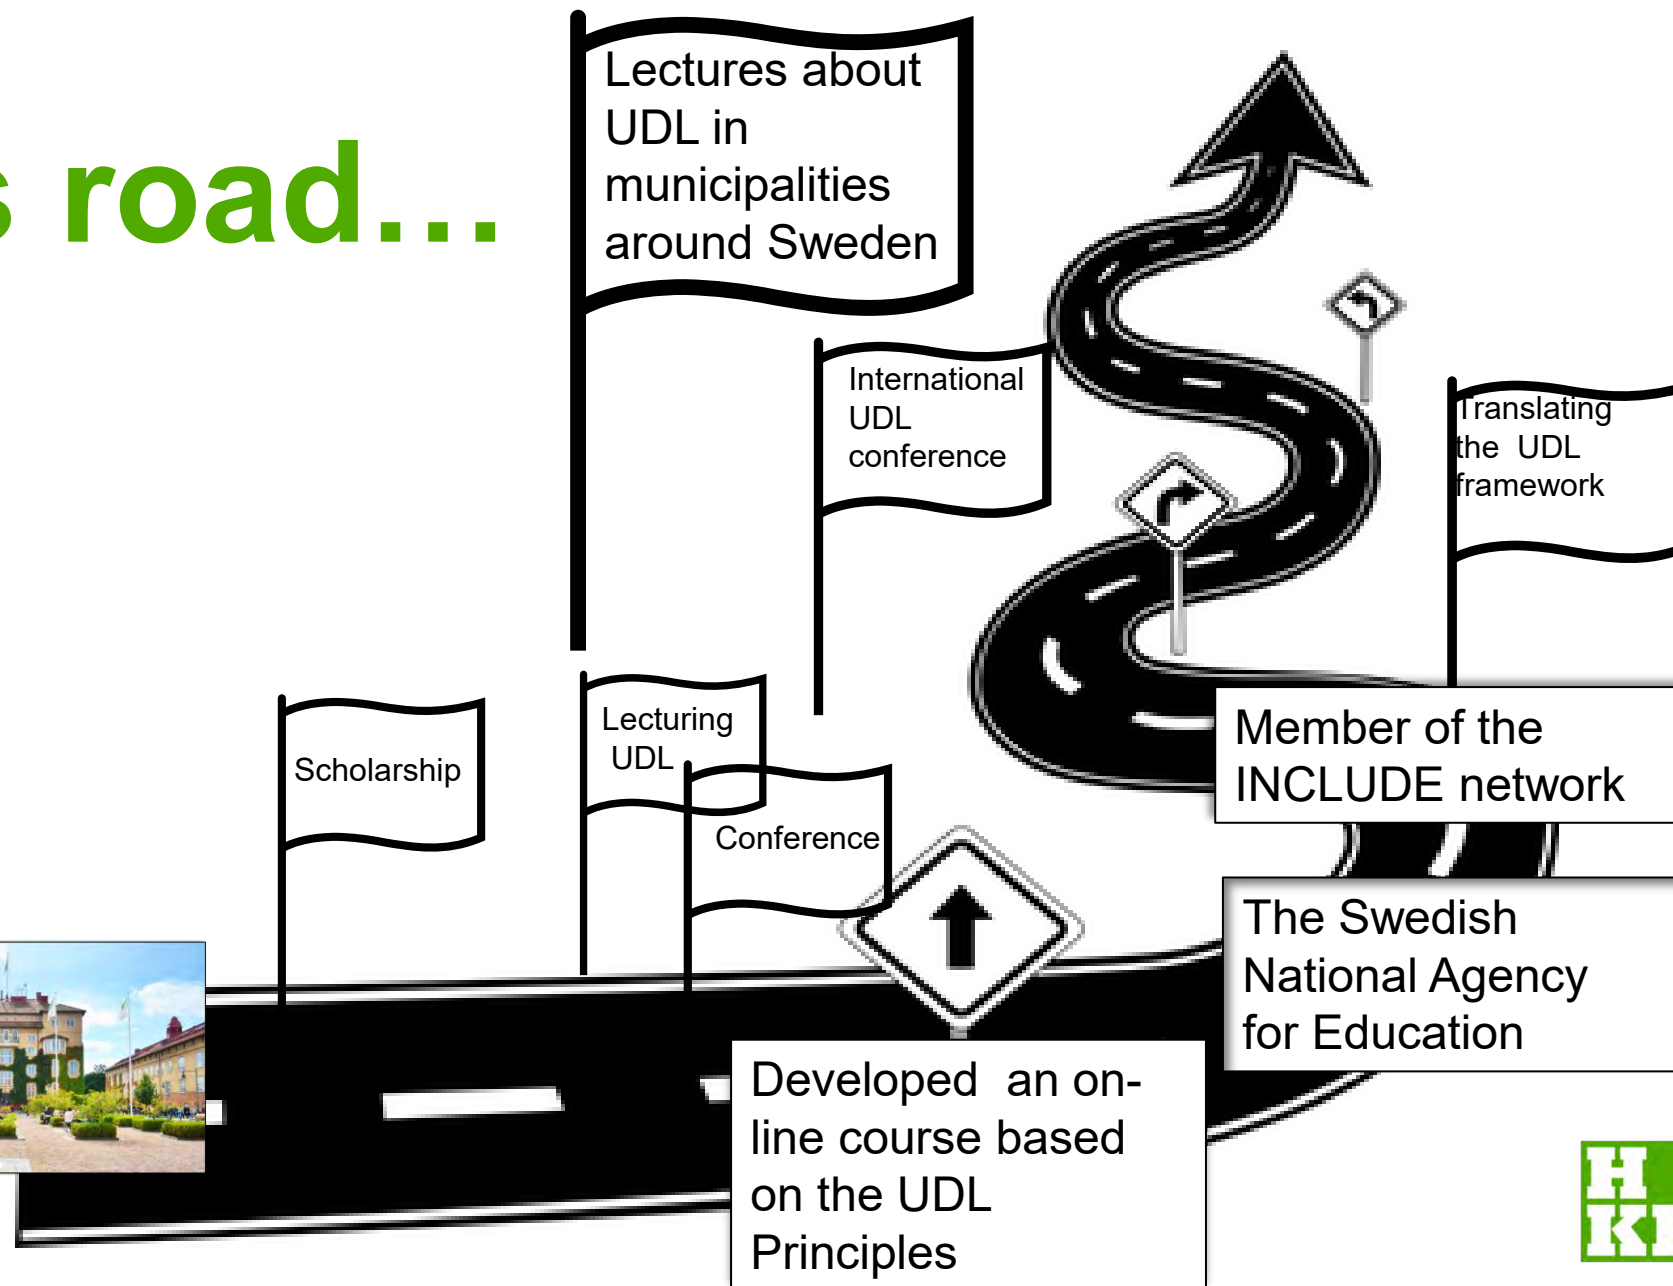 s road...
Lectures about
UDL in
municipalities
around Sweden
International
UDL
conference
Translating
the UDL
framework
Scholarship
Lecturing
UDL
Conference
Member of the
INCLUDE network
The Swedish
National Agency
for Education
Developed an on-
line course based
on the UDL
Principles
H
K